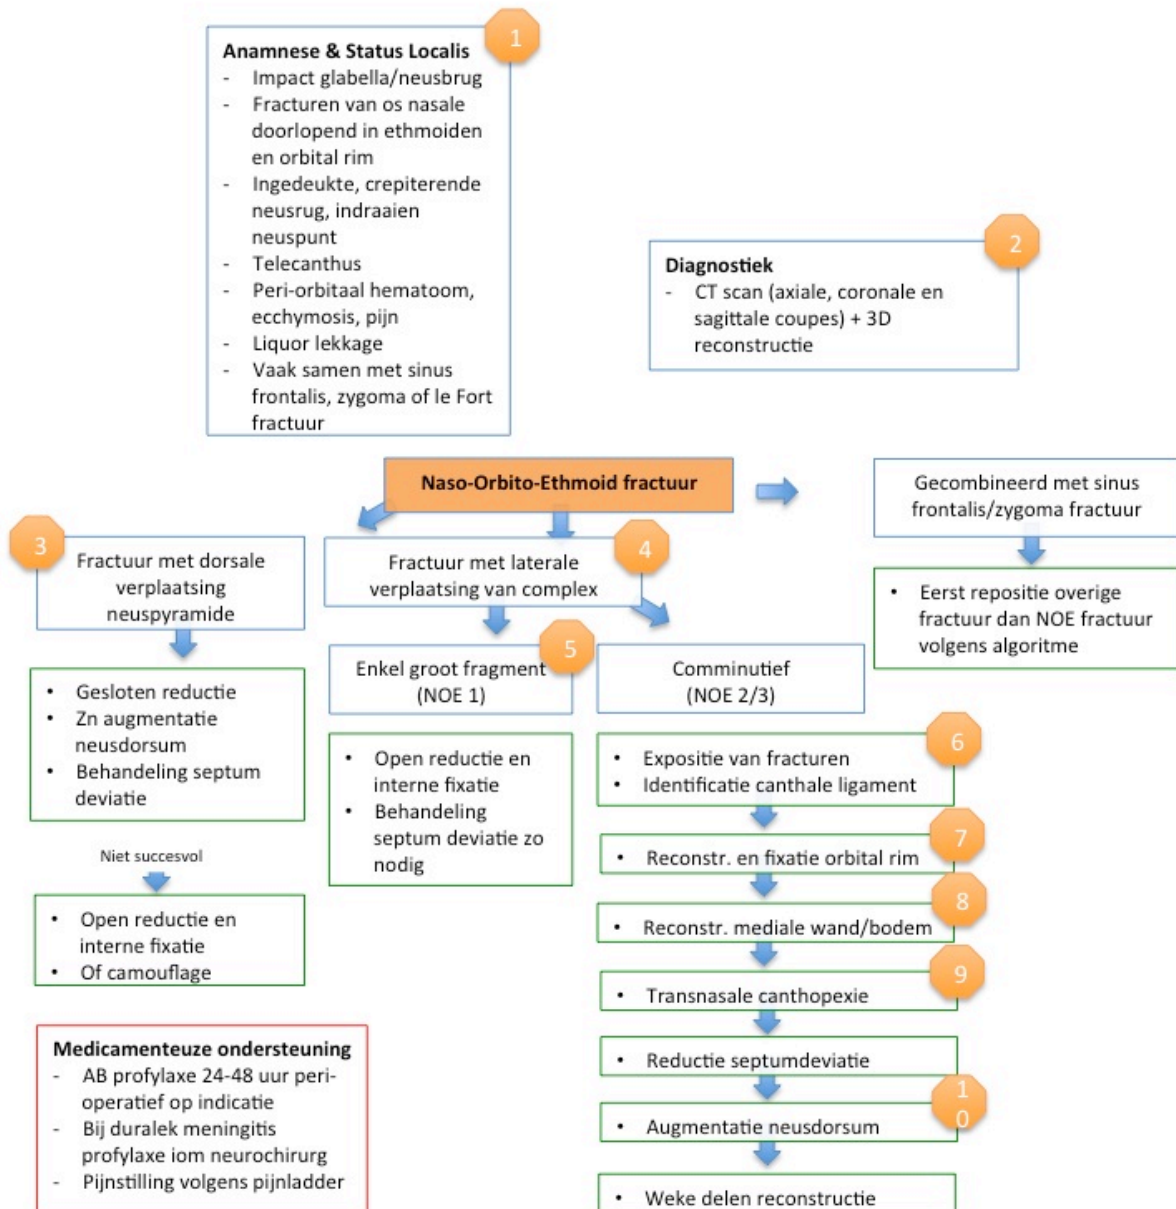 1
Anamnese & Status Localis
- Impact glabella/neusbrug
- Fracturen van os nasale
doorlopend in ethmoiden
en orbital rim
- Ingedeukte, crepiterende
neusrug, indraaien
neuspunt
- Telecanthus
- Peri-orbitaal hematoom,
ecchymosis, pijn
- Liquor lekkage
- Vaak samen met sinus
frontalis, zygoma of le Fort
fractuur
2
Diagnostiek
- CT scan (axiale, coronale en
sagittale coupes) + 3D
reconstructie
Naso-Orbito-Ethmoid fractuur
Gecombineerd met sinus
frontalis/zygoma fractuur
• Eerst repositie overige
fractuur dan NOE fractuur
volgens algoritme
3
Fractuur met dorsale
verplaatsing
neuspyramide
• Gesloten reductie
• Zn augmentatie
neusdorsum
• Behandeling septum
deviatie
Niet succesvol
• Open reductie en
interne fixatie
• Of camouflage
4
Fractuur met laterale
verplaatsing van complex
5
Enkel groot fragment
(NOE 1)
• Open reductie en
interne fixatie
• Behandeling
septum deviatie zo
nodig
Comminutief
(NOE 2/3)
6
• Expositie van fracturen
• Identificatie canthale ligament
7
• Reconstr. en fixatie orbital rim
8
• Reconstr. mediale wand/bodem
9
• Transnasale canthopexie
• Reductie septumdeviatie
1
0
• Augmentatie neusdorsum
• Weke delen reconstructie
Medicamenteuze ondersteuning
- AB profylaxe 24-48 uur peri-
operatief op indicatie
- Bij duralek meningitis
profylaxe iom neurochirurg
- Pijnstilling volgens pijnladder